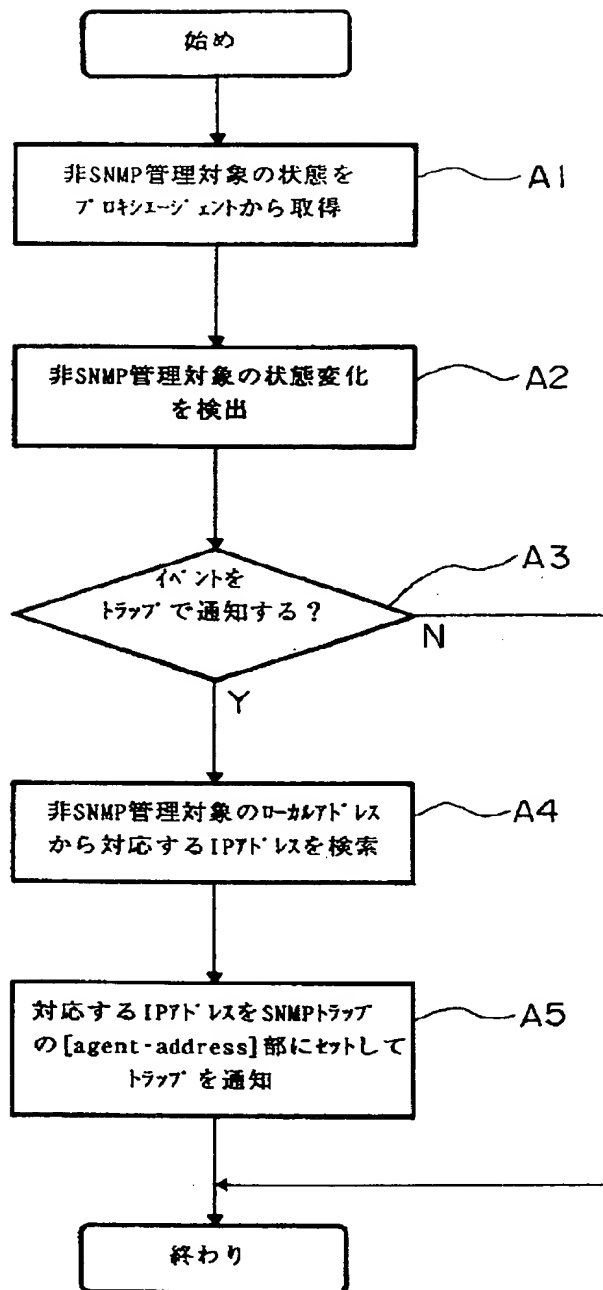 始め
非SNMP管理対象の状態を
プロキシエージェントから取得
A1
非SNMP管理対象の状態変化
を検出
A2
イベントを
トラップで通知する?
A3
N
Y
非SNMP管理対象のローカルアドレス
から対応するIPアドレスを検索
A4
対応するIPアドレスをSNMPトラップ
の[agent-address]部にセットして
トラップを通知
A5
終わり